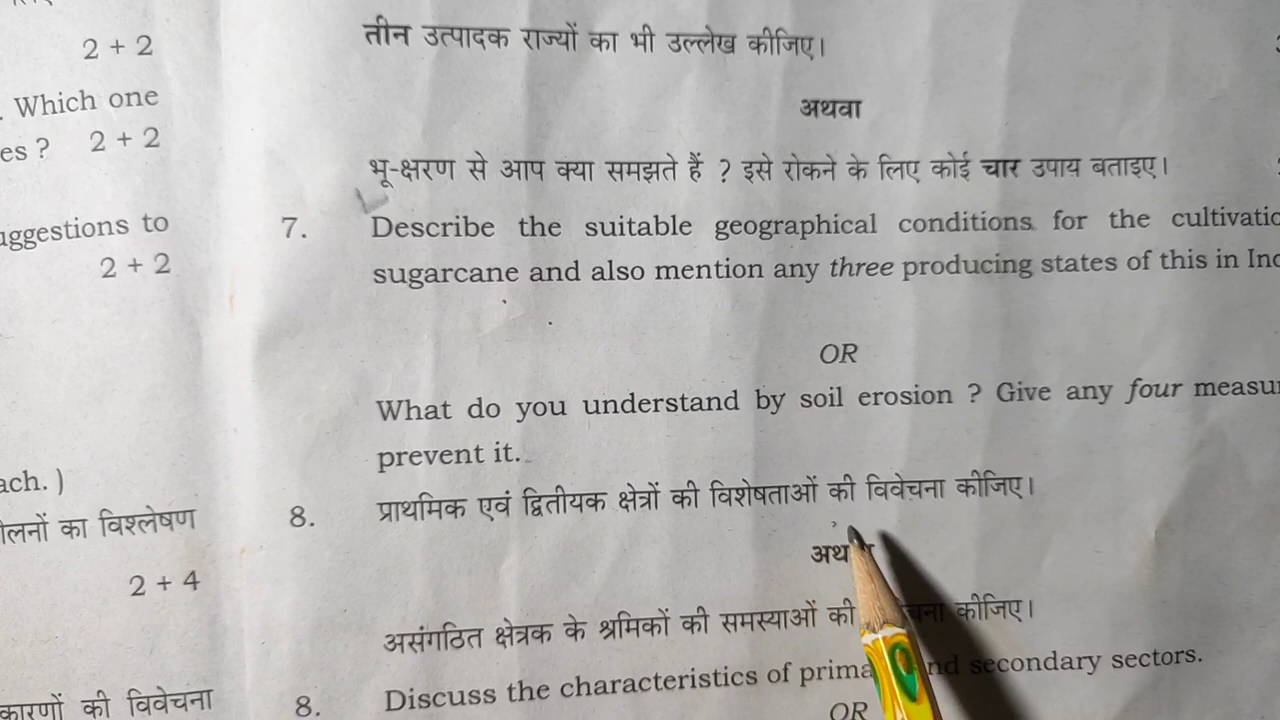 2 + 2
. Which one
es ? 2 + 2
uggestions to
2 + 2
ach. )
लनों का विश्लेषण
2 + 4
कारणों की विवेचना
तीन उत्पादक राज्यों का भी उल्लेख कीजिए।
अथवा
भू-क्षरण से आप क्या समझते हैं ? इसे रोकने के लिए कोई चार उपाय बताइए।
7. Describe the suitable geographical conditions for the cultivatio
sugarcane and also mention any three producing states of this in Ind
OR
What do you understand by soil erosion ? Give any four measur
prevent it.
8. प्राथमिक एवं द्वितीयक क्षेत्रों की विशेषताओं की विवेचना कीजिए।
अथ
असंगठित क्षेत्रक के श्रमिकों की समस्याओं की चना कीजिए।
8. Discuss the characteristics of prima nd secondary sectors.
OR